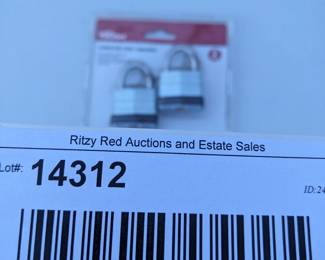 Ritzy Red Auctions and Estate Sales
Lot#: 14312
ID:24